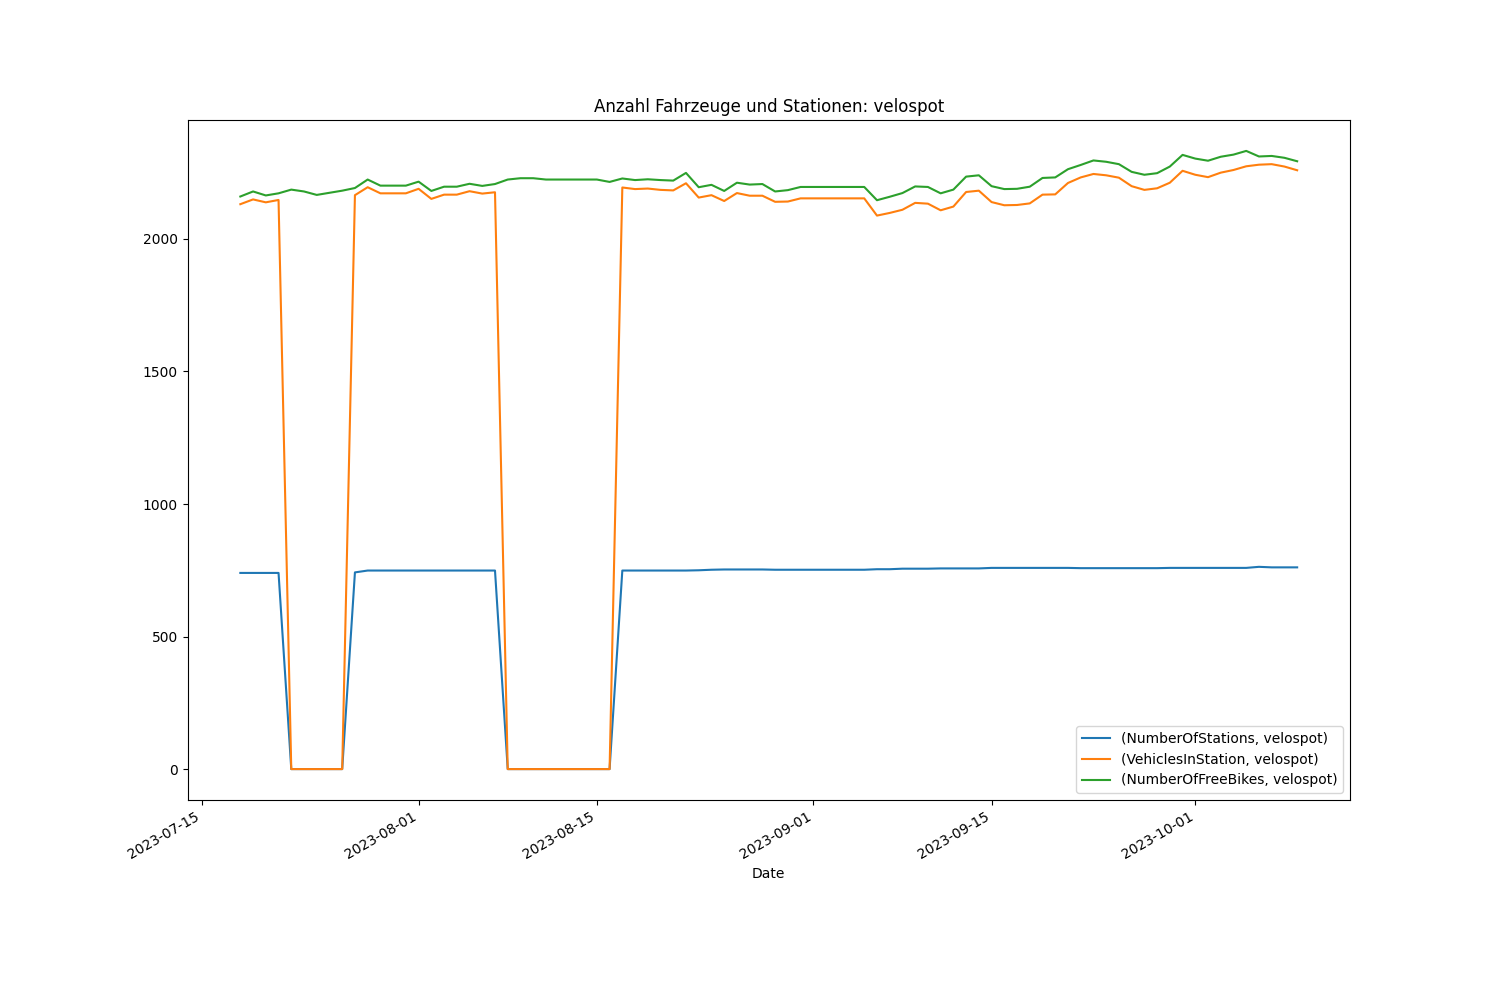 Anzahl Fahrzeuge und Stationen: velospot
2000
1500
1000
500
0
(NumberOfStations, velospot)
(VehiclesInStation, velospot)
(NumberOfFreeBikes, velospot)
2023-07-15
2023-08-01
2023-08-15
2023-09-01
2023-09-15
2023-10-01
Date